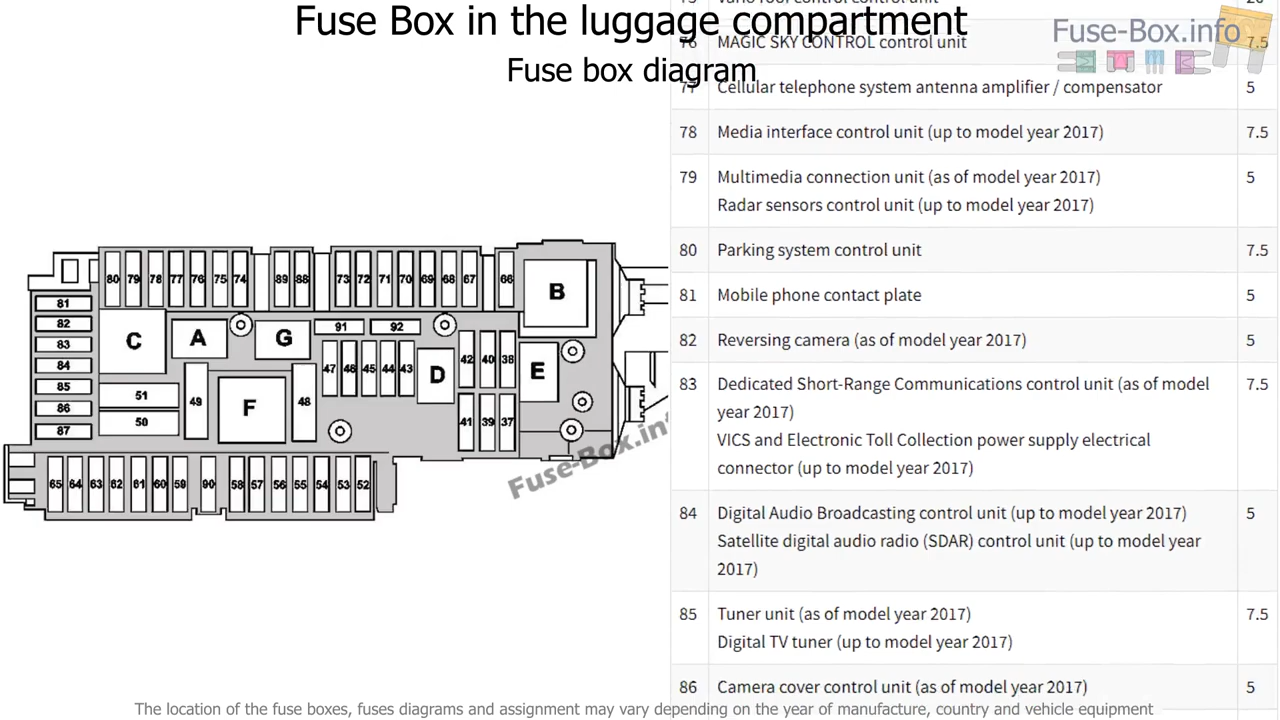 Fuse Box in the luggage compartment
Fuse box diagram
Fuse-Box.info
75 Vario roof control control unit 20
76 MAGIC SKY CONTROL control unit 7.5
77 Cellular telephone system antenna amplifier / compensator 5
78 Media interface control unit (up to model year 2017) 7.5
79 Multimedia connection unit (as of model year 2017) 5
Radar sensors control unit (up to model year 2017)
80 Parking system control unit 7.5
81 Mobile phone contact plate 5
82 Reversing camera (as of model year 2017) 5
83 Dedicated Short-Range Communications control unit (as of model 7.5
year 2017)
VICS and Electronic Toll Collection power supply electrical
connector (up to model year 2017)
84 Digital Audio Broadcasting control unit (up to model year 2017) 5
Satellite digital audio radio (SDAR) control unit (up to model year
2017)
85 Tuner unit (as of model year 2017) 7.5
Digital TV tuner (up to model year 2017)
86 Camera cover control unit (as of model year 2017) 5
80 79 78 77 76 75 74 89 88 73 72 71 70 69 68 67 66
81
82
83
84
85
86
87
C A G 91 92 B
47 46 45 44 43 D 42 40 38 E
51
50
49 F 48
41 39 37
65 64 63 62 61 60 59 90 58 57 56 55 54 53 52
Fuse-Box.inf
The location of the fuse boxes, fuses diagrams and assignment may vary depending on the year of manufacture, country and vehicle equipment